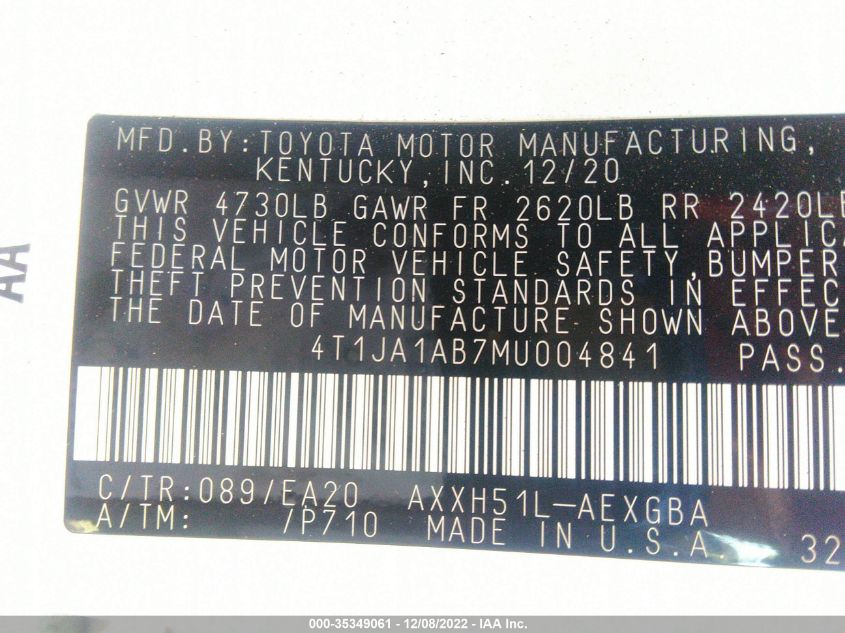 MFD.BY:TOYOTA MOTOR MANUFACTURING,
KENTUCKY,INC.12/20
GVWR 4730LB GAWR FR 2620LB RR 2420LB
THIS VEHICLE CONFORMS TO ALL APPLICA
FEDERAL MOTOR VEHICLE SAFETY,BUMPER
THEFT PREVENTION STANDARDS IN EFFEC
THE DATE OF MANUFACTURE SHOWN ABOVE
4T1JA1AB7MU004841 PASS.
C/TR:089/EA20 AXXH51L-AEXGBA
A/TM: /P710 MADE IN U.S.A. 32
AA
000-35349061 - 12/08/2022 - IAA Inc.